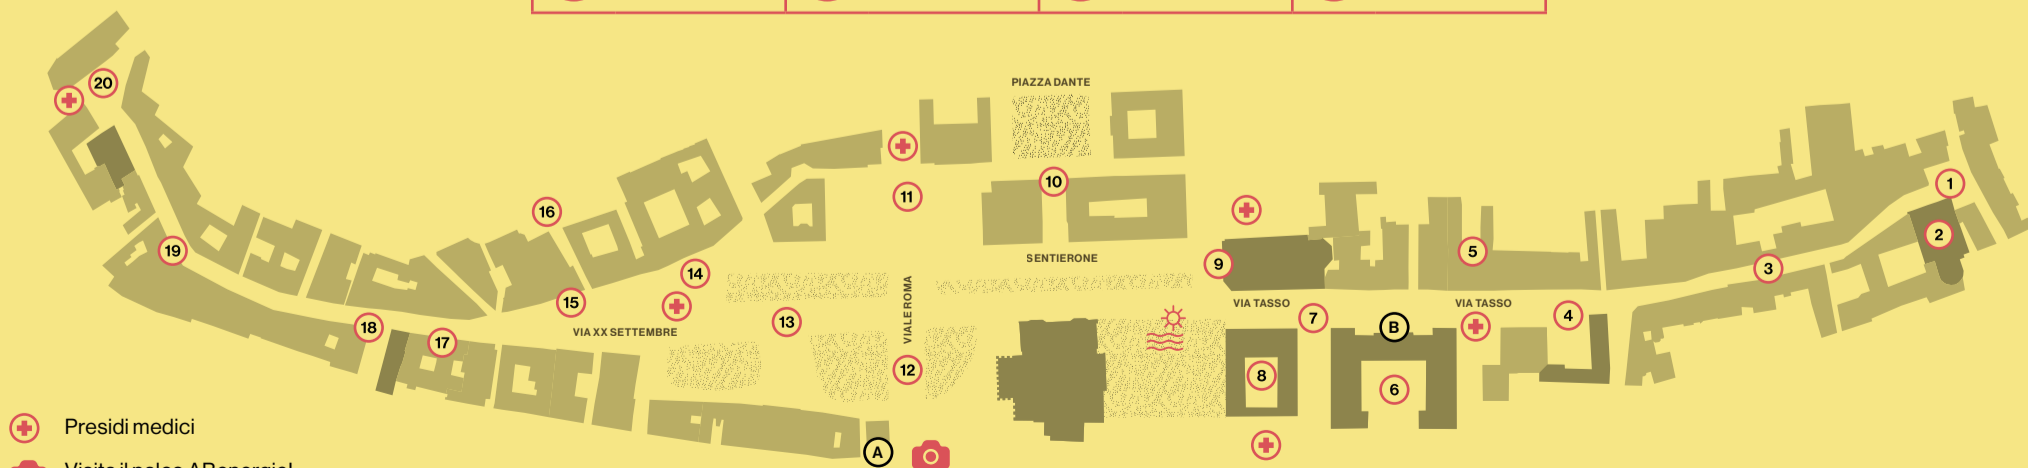 PIAZZA DANTE
20
1
16
10
11
2
19
5
9
SENTIERONE
3
14
15
VIALE ROMA
VIA TASSO
VIA TASSO
13
7
4
18
VIA XX SETTEMBRE
B
17
12
8
6
Presidi medici
A